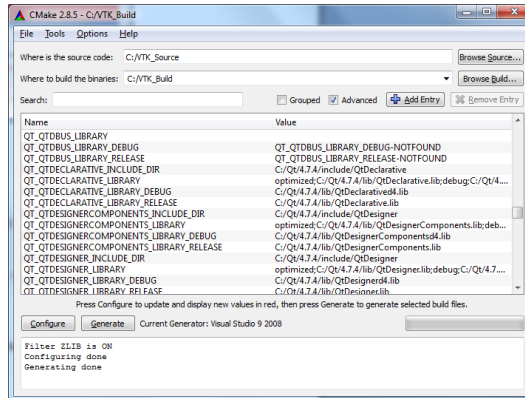 CMake 2.8.5 - C:/VTK_Build
File Tools Options Help
Where is the source code: C:/VTK_Source Browse Source...
Where to build the binaries: C:/VTK_Build Browse Build...
Search: Grouped Advanced Add Entry Remove Entry
Name Value
QT_QTDBUS_LIBRARY
QT_QTDBUS_LIBRARY_DEBUG QT_QTDBUS_LIBRARY_DEBUG-NOTFOUND
QT_QTDBUS_LIBRARY_RELEASE QT_QTDBUS_LIBRARY_RELEASE-NOTFOUND
QT_QTDECLARATIVE_INCLUDE_DIR C:/Qt/4.7.4/include/QtDeclarative
QT_QTDECLARATIVE_LIBRARY optimized;C:/Qt/4.7.4/lib/QtDeclarative.lib;debug;C:/Qt/4....
QT_QTDECLARATIVE_LIBRARY_DEBUG C:/Qt/4.7.4/lib/QtDeclaratived4.lib
QT_QTDECLARATIVE_LIBRARY_RELEASE C:/Qt/4.7.4/lib/QtDeclarative.lib
QT_QTDESIGNERCOMPONENTS_INCLUDE_DIR C:/Qt/4.7.4/include/QtDesigner
QT_QTDESIGNERCOMPONENTS_LIBRARY optimized;C:/Qt/4.7.4/lib/QtDesignerComponents.lib;deb...
QT_QTDESIGNERCOMPONENTS_LIBRARY_DEBUG C:/Qt/4.7.4/lib/QtDesignerComponentsd4.lib
QT_QTDESIGNERCOMPONENTS_LIBRARY_RELEASE C:/Qt/4.7.4/lib/QtDesignerComponents.lib
QT_QTDESIGNER_INCLUDE_DIR C:/Qt/4.7.4/include/QtDesigner
QT_QTDESIGNER_LIBRARY optimized;C:/Qt/4.7.4/lib/QtDesigner.lib;debug;C:/Qt/4.7....
QT_QTDESIGNER_LIBRARY_DEBUG C:/Qt/4.7.4/lib/QtDesignerd4.lib
QT_QTDESIGNER_LIBRARY_RELEASE C:/Qt/4.7.4/lib/QtDesigner.lib
Press Configure to update and display new values in red, then press Generate to generate selected build files.
Configure Generate Current Generator: Visual Studio 9 2008
Filter ZLIB is ON
Configuring done
Generating done